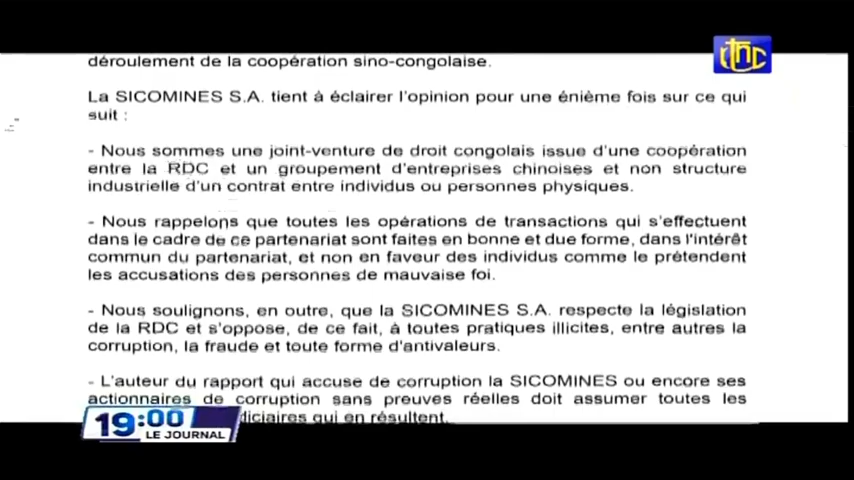 déroulement de la coopération sino-congolaise.
rtnc
La SICOMINES S.A. tient à éclairer l'opinion pour une énième fois sur ce qui
suit :
- Nous sommes une joint-venture de droit congolais issue d'une coopération
entre la RDC et un groupement d'entreprises chinoises et non structure
industrielle d'un contrat entre individus ou personnes physiques.
- Nous rappelons que toutes les opérations de transactions qui s'effectuent
dans le cadre de ce partenariat sont faites en bonne et due forme, dans l'intérêt
commun du partenariat, et non en faveur des individus comme le prétendent
les accusations des personnes de mauvaise foi.
- Nous soulignons, en outre, que la SICOMINES S.A. respecte la législation
de la RDC et s'oppose, de ce fait, à toutes pratiques illicites, entre autres la
corruption, la fraude et toute forme d'antivaleurs.
- L'auteur du rapport qui accuse de corruption la SICOMINES ou encore ses
actionnaires de corruption sans preuves réelles doit assumer toutes les
qui en résultent.
19:00
LE JOURNAL